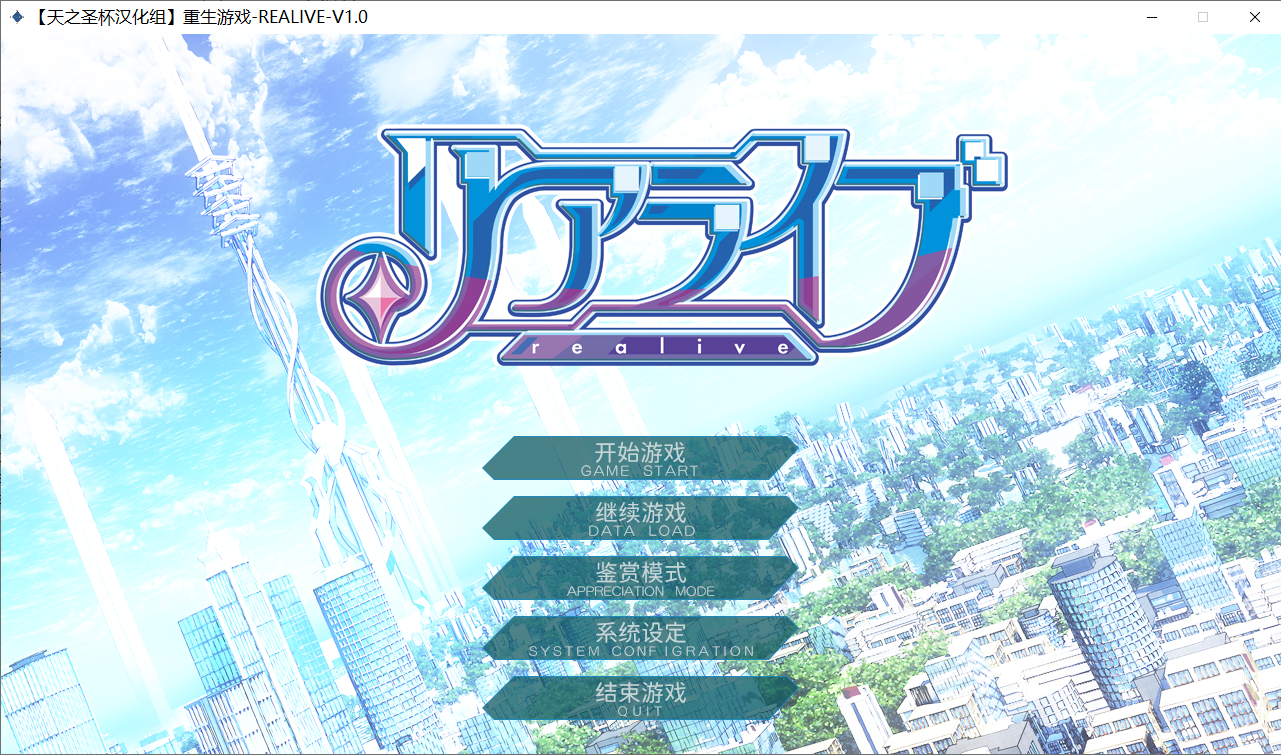 【天之圣杯汉化组】重生游戏-REALIVE-V1.0
リアライブ
realive
开始游戏
GAME START
继续游戏
DATA LOAD
鉴赏模式
APPRECIATION MODE
系统设定
SYSTEM CONFIGRATION
结束游戏
QUIT